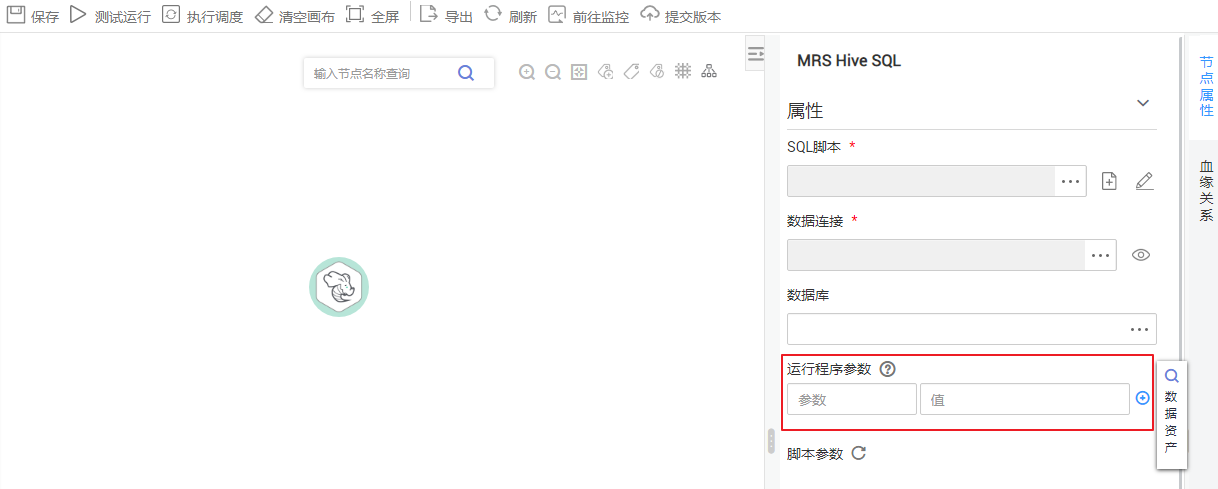 保存 测试运行 执行调度 清空画布 全屏 导出 刷新 前往监控 提交版本
输入节点名称查询
MRS Hive SQL
属性
SQL脚本 *
...
数据连接 *
...
数据库
...
运行程序参数 ?
参数 值
脚本参数
节点属性
血缘关系
数据资产